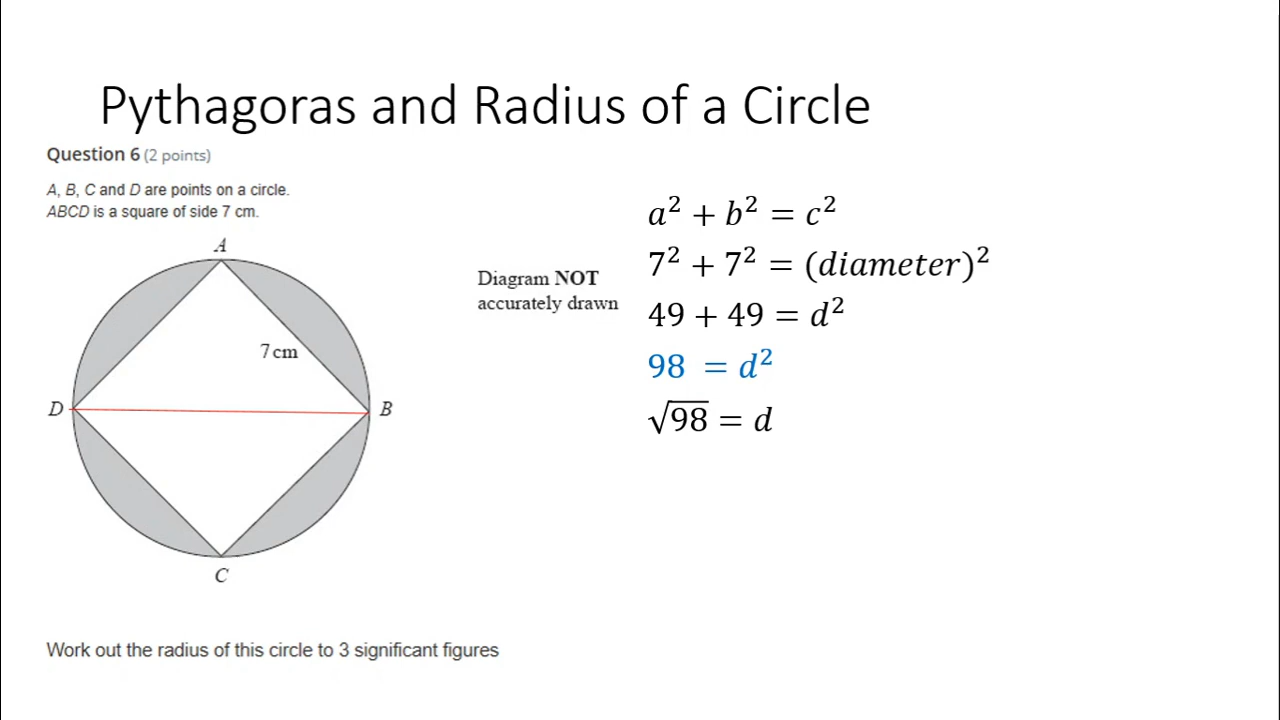 Pythagoras and Radius of a Circle
Question 6 (2 points)
A, B, C and D are points on a circle.
ABCD is a square of side 7 cm.
A
7 cm
D
B
C
Diagram NOT
accurately drawn
a² + b² = c²
7² + 7² = (diameter)²
49 + 49 = d²
98 = d²
√98 = d
Work out the radius of this circle to 3 significant figures